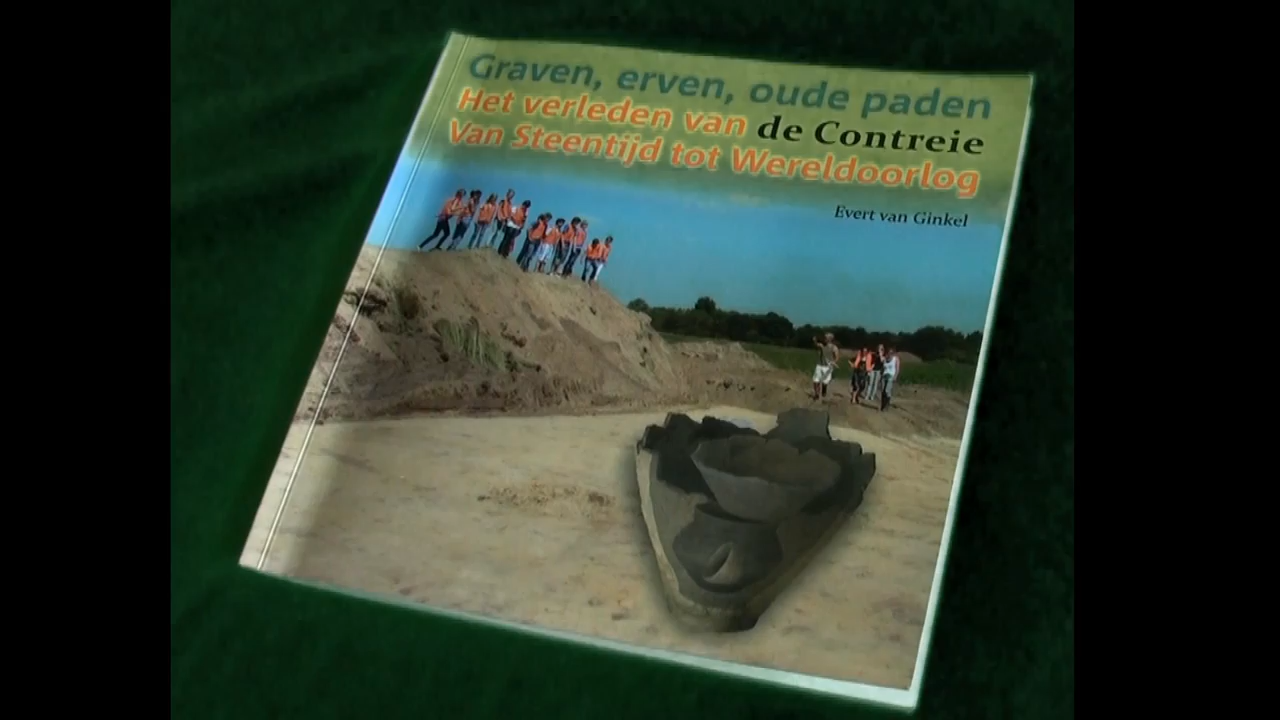 Graven, erven, oude paden
Het verleden van de Contreie
Van Steentijd tot Wereldoorlog
Evert van Ginkel